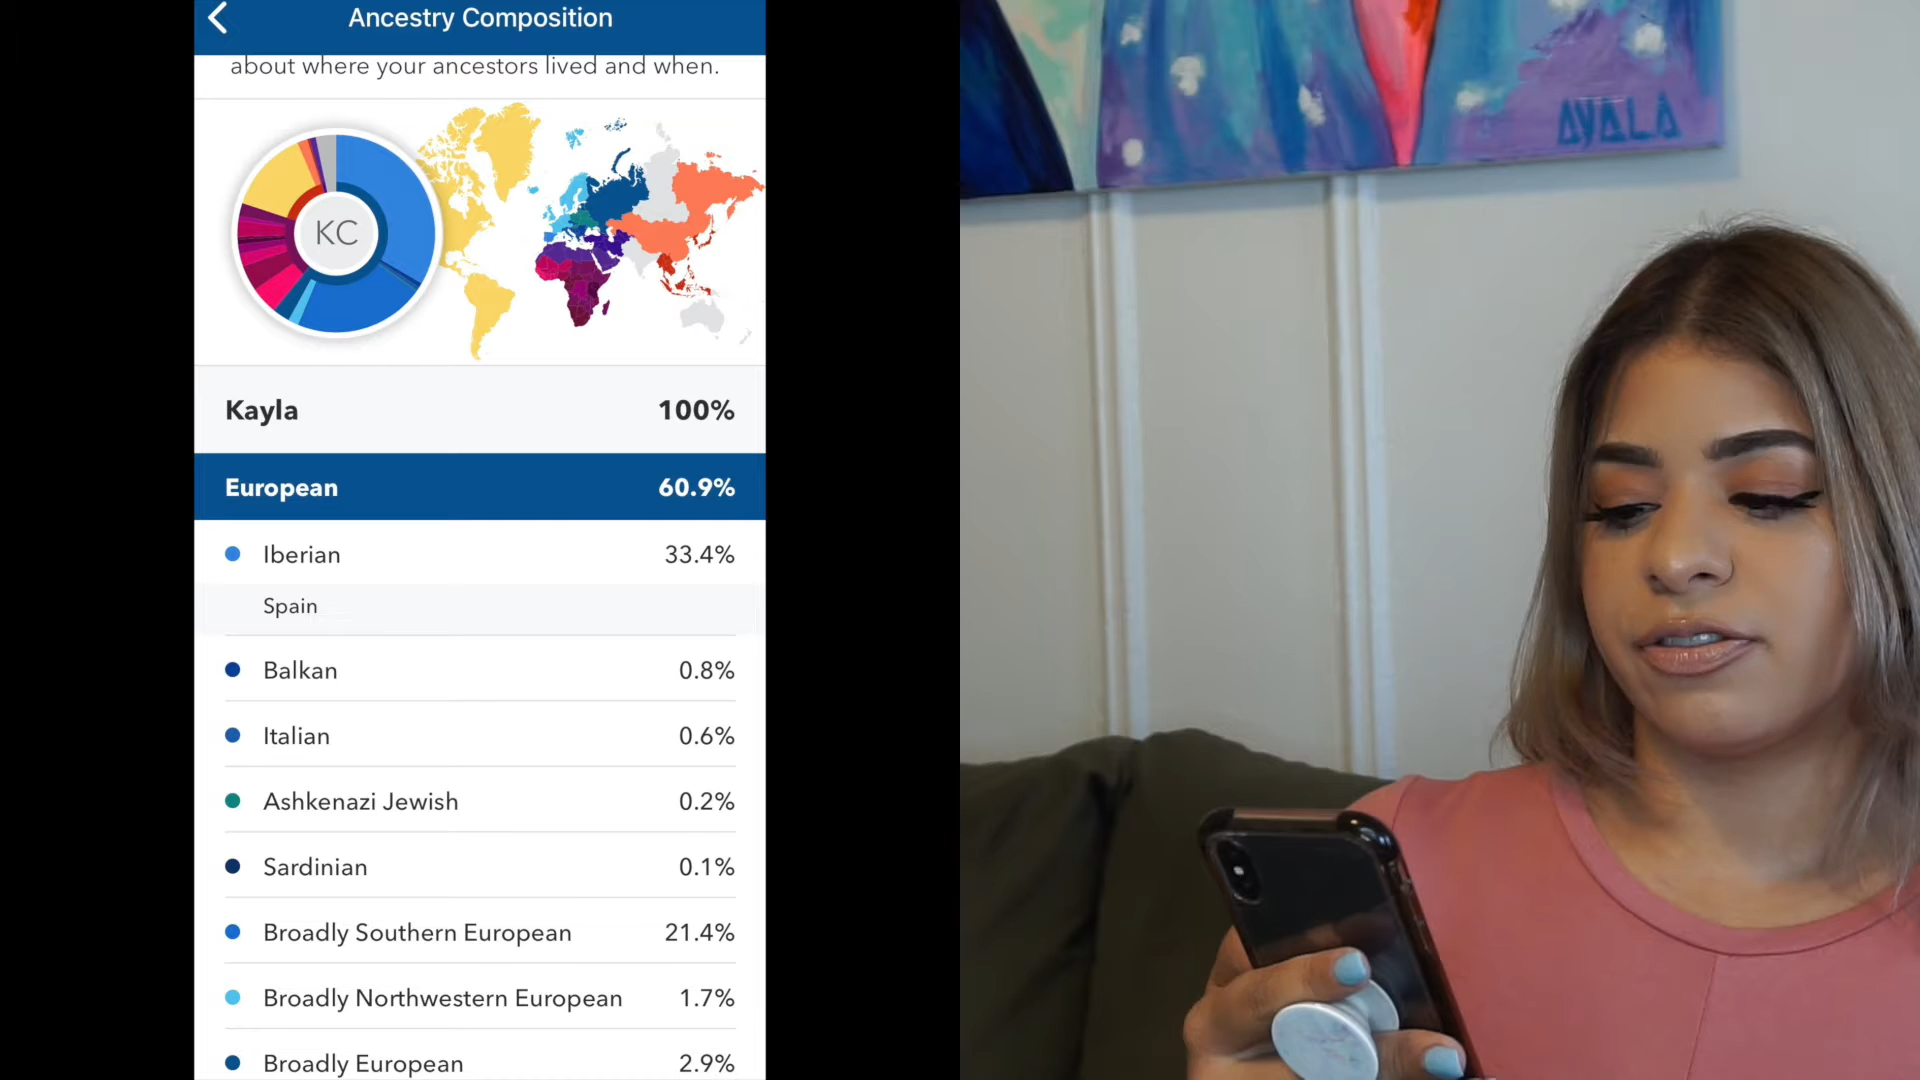 Ancestry Composition
about where your ancestors lived and when.
KC
Kayla 100%
European 60.9%
Iberian 33.4%
Spain
Balkan 0.8%
Italian 0.6%
Ashkenazi Jewish 0.2%
Sardinian 0.1%
Broadly Southern European 21.4%
Broadly Northwestern European 1.7%
Broadly European 2.9%
AYALA